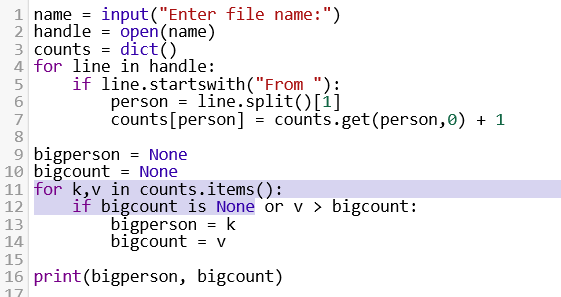 1 name = input("Enter file name:")
2 handle = open(name)
3 counts = dict()
4 for line in handle:
5     if line.startswith("From "):
6         person = line.split()[1]
7         counts[person] = counts.get(person,0) + 1
8
9 bigperson = None
10 bigcount = None
11 for k,v in counts.items():
12     if bigcount is None or v > bigcount:
13         bigperson = k
14         bigcount = v
15
16 print(bigperson, bigcount)
17